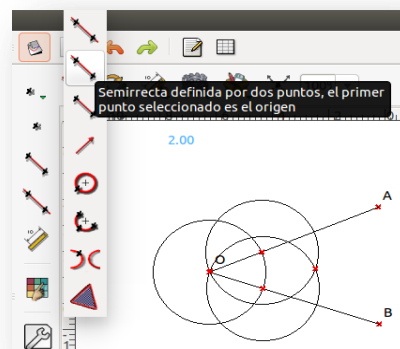 Semirrecta definida por dos puntos, el primer
punto seleccionado es el origen
2.00
A
O
B